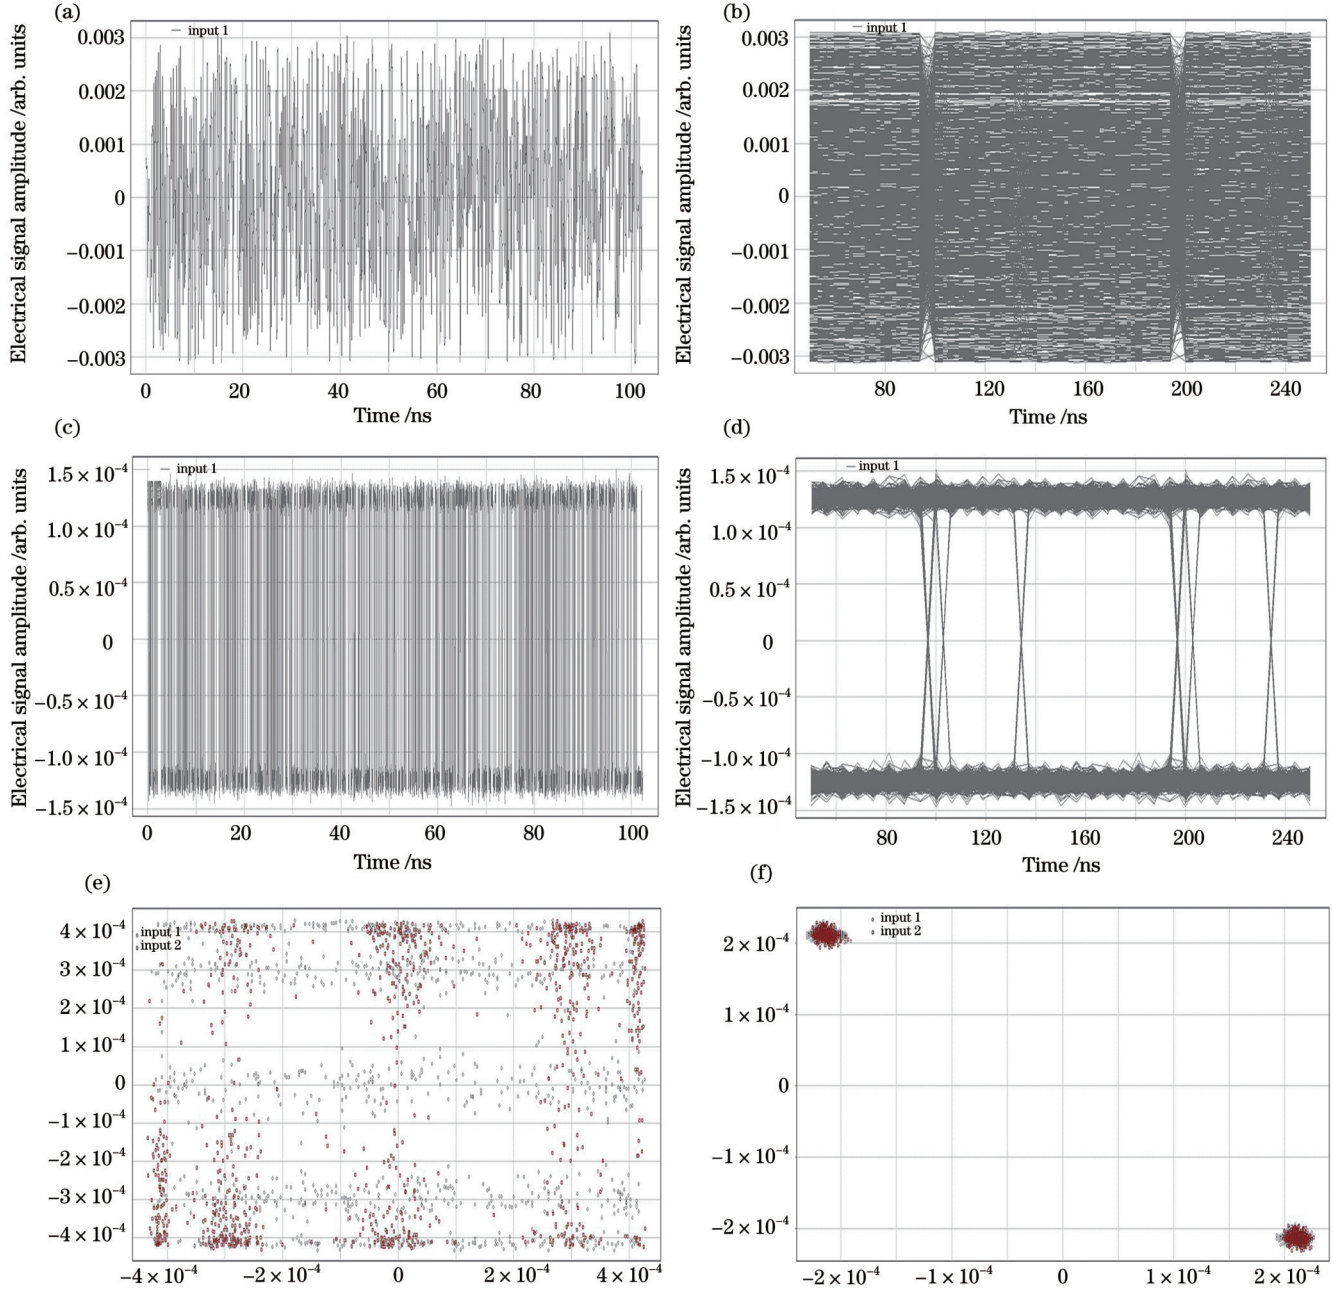 (a)
input 1
Electrical signal amplitude /arb. units
0.003
0.002
0.001
0
−0.001
−0.002
−0.003
0 20 40 60 80 100
Time /ns
(b)
input 1
Electrical signal amplitude /arb. units
0.003
0.002
0.001
0
−0.001
−0.002
−0.003
80 120 160 200 240
Time /ns
(c)
input 1
Electrical signal amplitude /arb. units
1.5 × 10⁻⁴
1.0 × 10⁻⁴
0.5 × 10⁻⁴
0
−0.5 × 10⁻⁴
−1.0 × 10⁻⁴
−1.5 × 10⁻⁴
0 20 40 60 80 100
Time /ns
(d)
input 1
Electrical signal amplitude /arb. units
1.5 × 10⁻⁴
1.0 × 10⁻⁴
0.5 × 10⁻⁴
0
−0.5 × 10⁻⁴
−1.0 × 10⁻⁴
−1.5 × 10⁻⁴
80 120 160 200 240
Time /ns
(e)
input 1
input 2
4 × 10⁻⁴
3 × 10⁻⁴
2 × 10⁻⁴
1 × 10⁻⁴
0
−1 × 10⁻⁴
−2 × 10⁻⁴
−3 × 10⁻⁴
−4 × 10⁻⁴
−4 × 10⁻⁴ −2 × 10⁻⁴ 0 2 × 10⁻⁴ 4 × 10⁻⁴
(f)
input 1
input 2
2 × 10⁻⁴
1 × 10⁻⁴
0
−1 × 10⁻⁴
−2 × 10⁻⁴
−2 × 10⁻⁴ −1 × 10⁻⁴ 0 1 × 10⁻⁴ 2 × 10⁻⁴